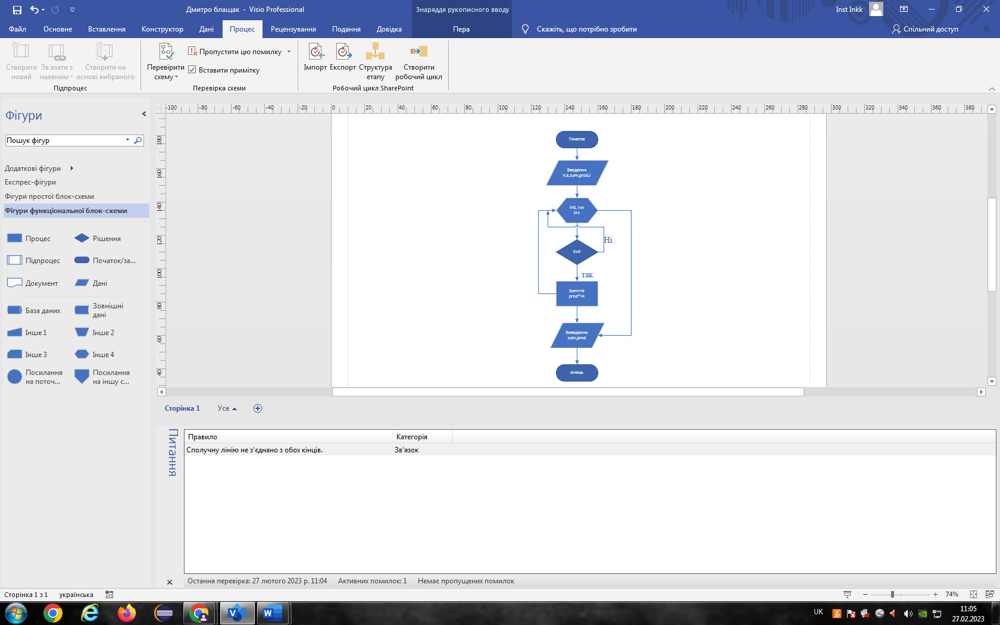 Дмитро блащак - Visio Professional
Знаряддя рукописного вводу
Inst Inkk
Файл
Основне
Вставлення
Конструктор
Дані
Процес
Рецензування
Подання
Довідка
Пера
Скажіть, що потрібно зробити
Спільний доступ
Створити
новий
Зв'язати з
наявним
Створити на
основі вибраного
Підпроцес
Перевірити
схему
Пропустити цю помилку
Вставити примітку
Перевірка схеми
Імпорт
Експорт
Структура
етапу
Створити
робочий цикл
Робочий цикл SharePoint
Фігури
Пошук фігур
Додаткові фігури
Експрес-фігури
Фігури простої блок-схеми
Фігури функціональної блок-схеми
Процес
Рішення
Підпроцес
Початок/за...
Документ
Дані
База даних
Зовнішні
дані
Інше 1
Інше 2
Інше 3
Інше 4
Посилання
на поточ...
Посилання
на іншу с...
-100 -80 -60 -40 -20 0 20 40 60 80 100 120 140 160 180 200 220 240 260 280 300 320 340 360 380
180
160
140
120
100
80
60
40
Початок
Введення
n,k,sum,prod,i
i=0, i<n
i++
Ні
K>0
так
Sum+=k
prod*=k
Виведення
sum,prod
кінець
Сторінка 1
Усе
Питання
Правило
Категорія
Сполучну лінію не з'єднано з обох кінців.
Зв'язок
Остання перевірка: 27 лютого 2023 р. 11:04
Активних помилок: 1
Немає пропущених помилок
Сторінка 1 з 1
українська
74%
UK
11:05
27.02.2023